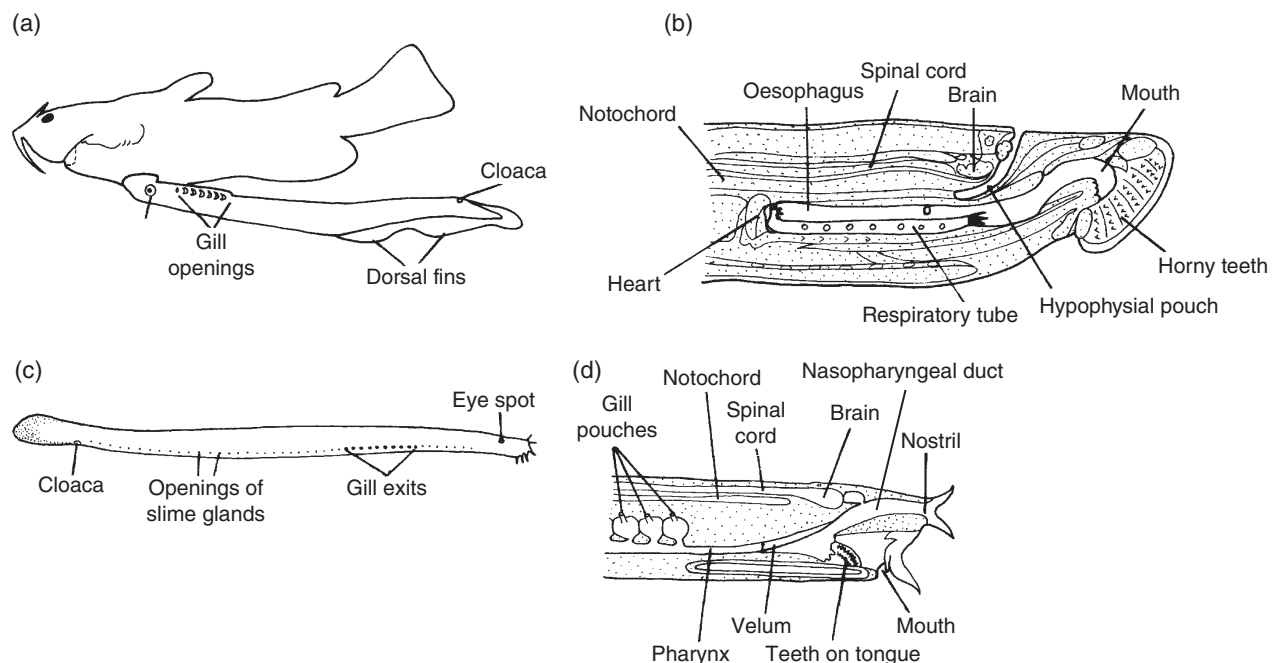 (a)
Cloaca
Gill
openings
Dorsal fins
(b)
Spinal cord
Oesophagus
Brain
Mouth
Notochord
Heart
Horny teeth
Hypophysial pouch
Respiratory tube
(c)
Eye spot
Cloaca
Openings of
slime glands
Gill exits
(d)
Nasopharyngeal duct
Notochord
Gill
pouches
Spinal
cord
Brain
Nostril
Velum
Mouth
Pharynx
Teeth on tongue